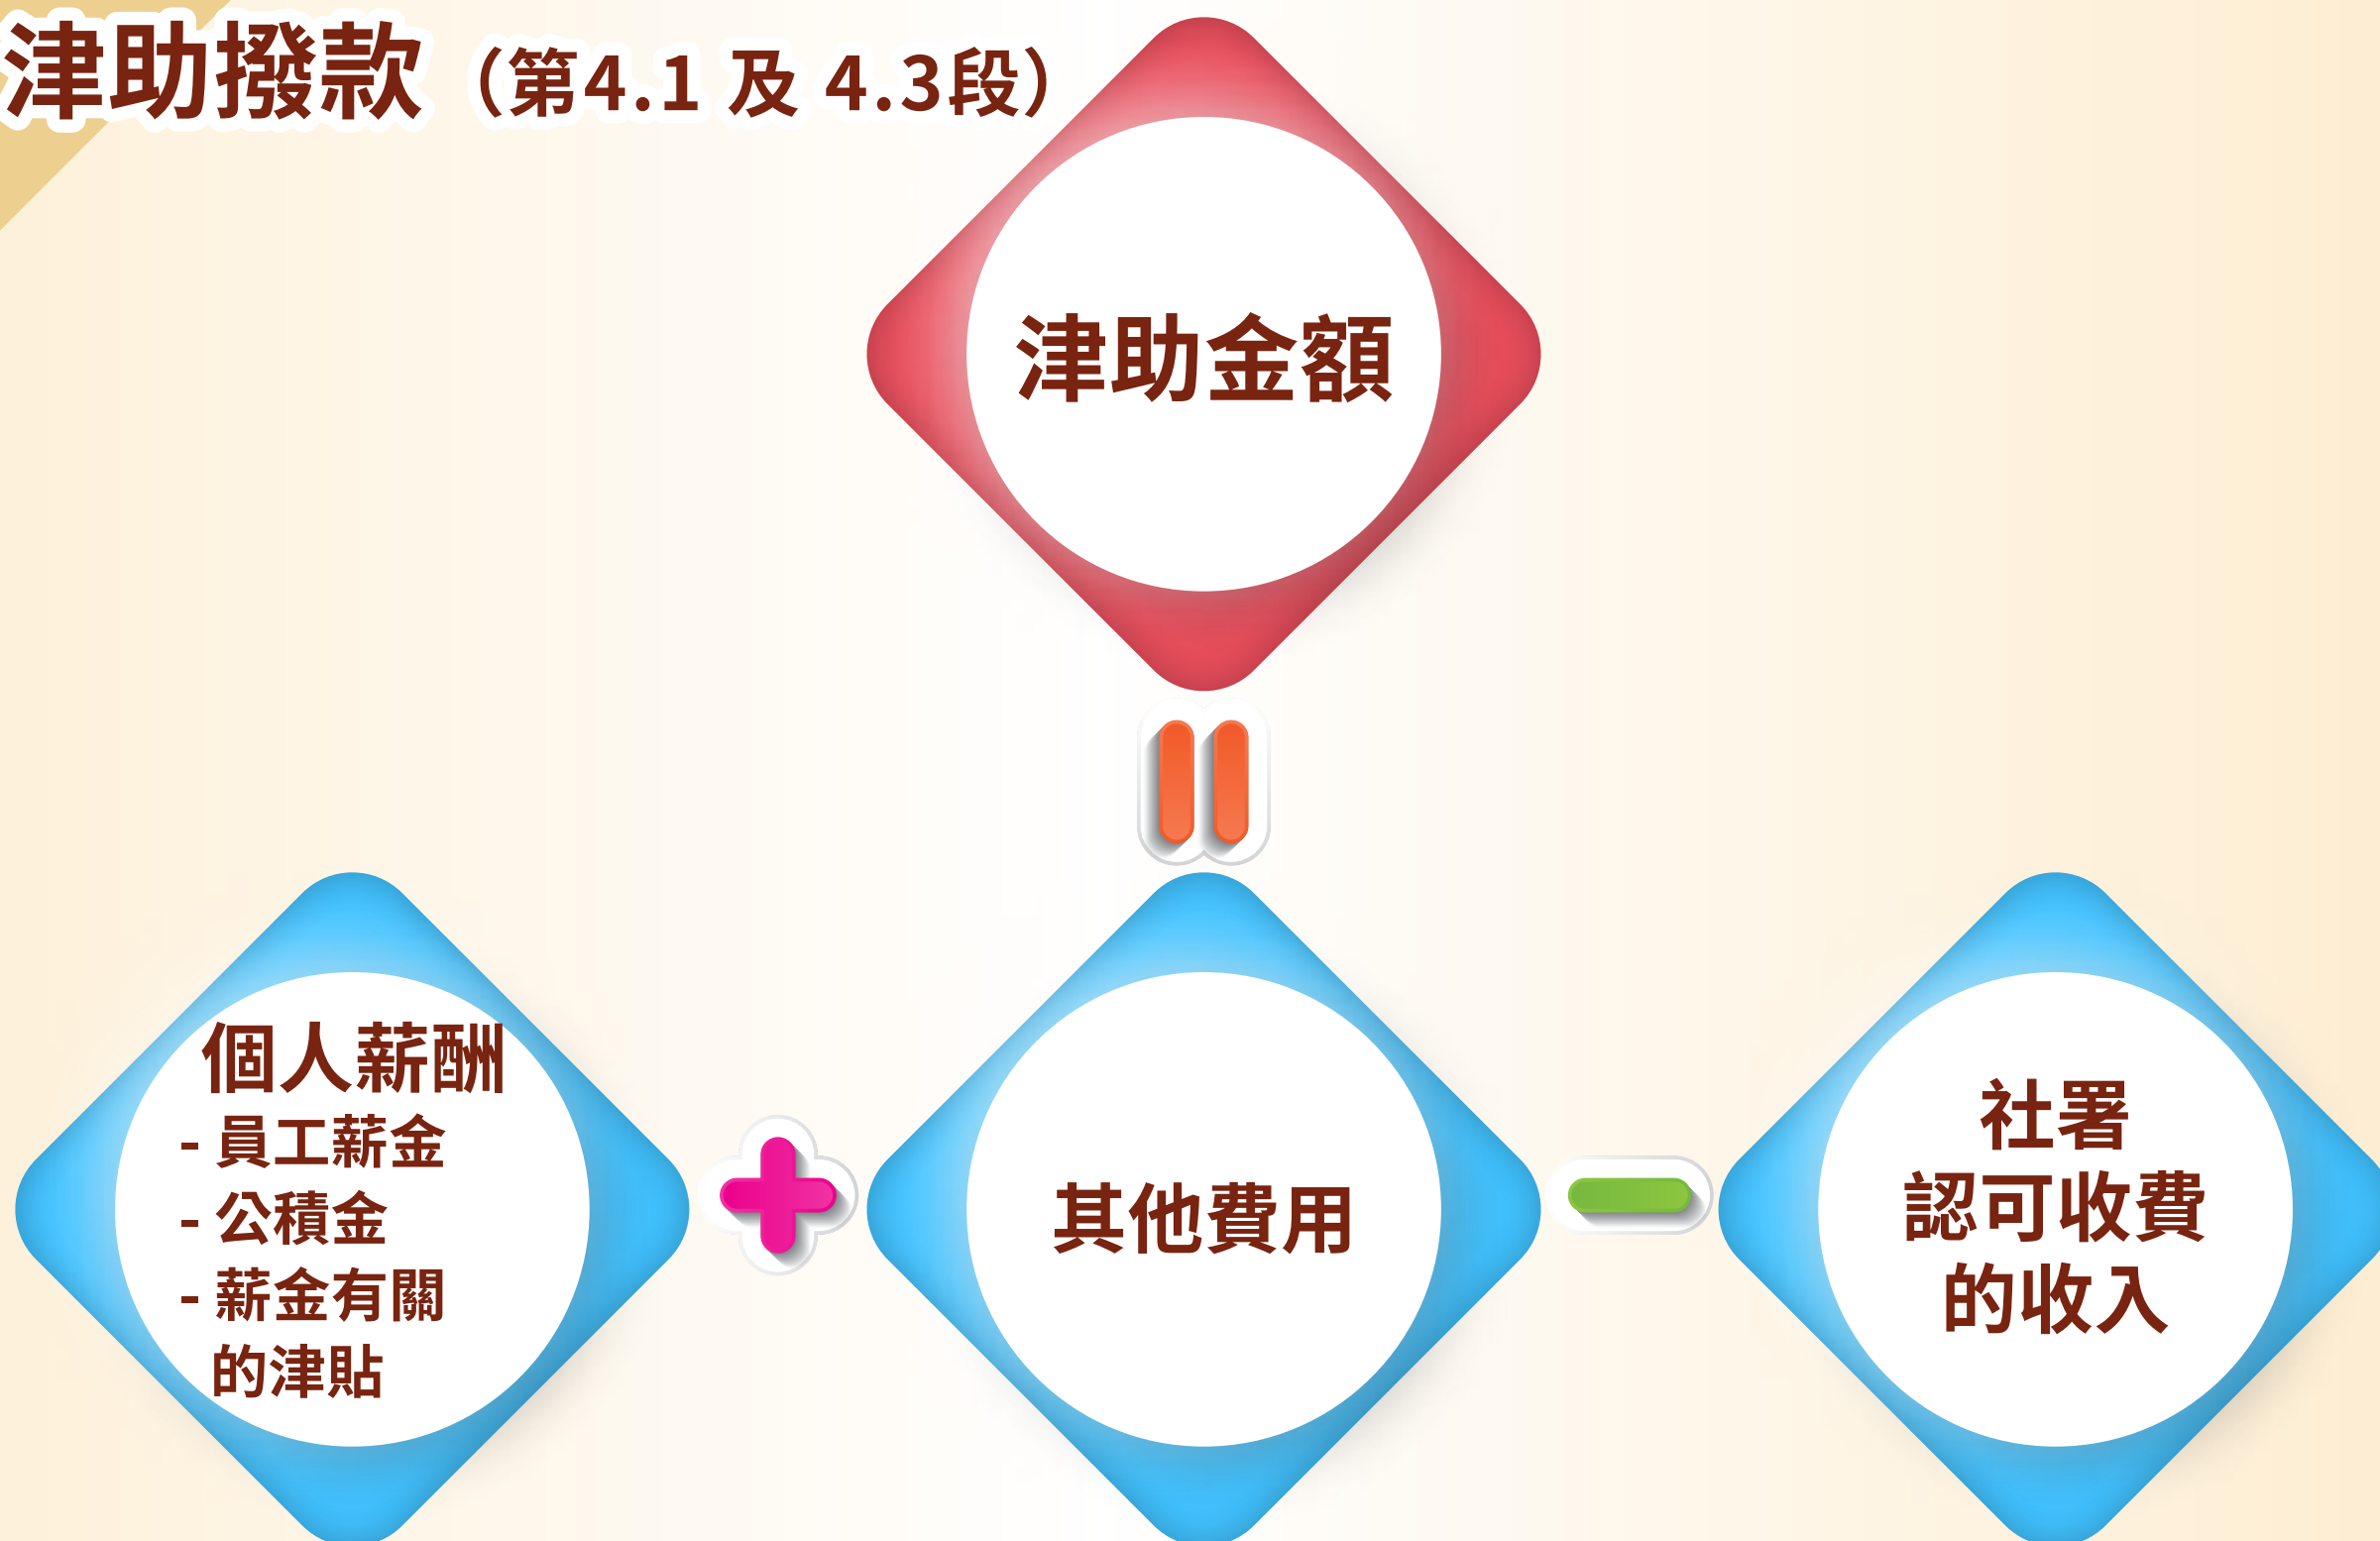 津助撥款（第4.1 及 4.3段）
津助金額
個人薪酬
- 員工薪金
- 公積金
- 薪金有關
的津貼
其他費用
社署
認可收費
的收入